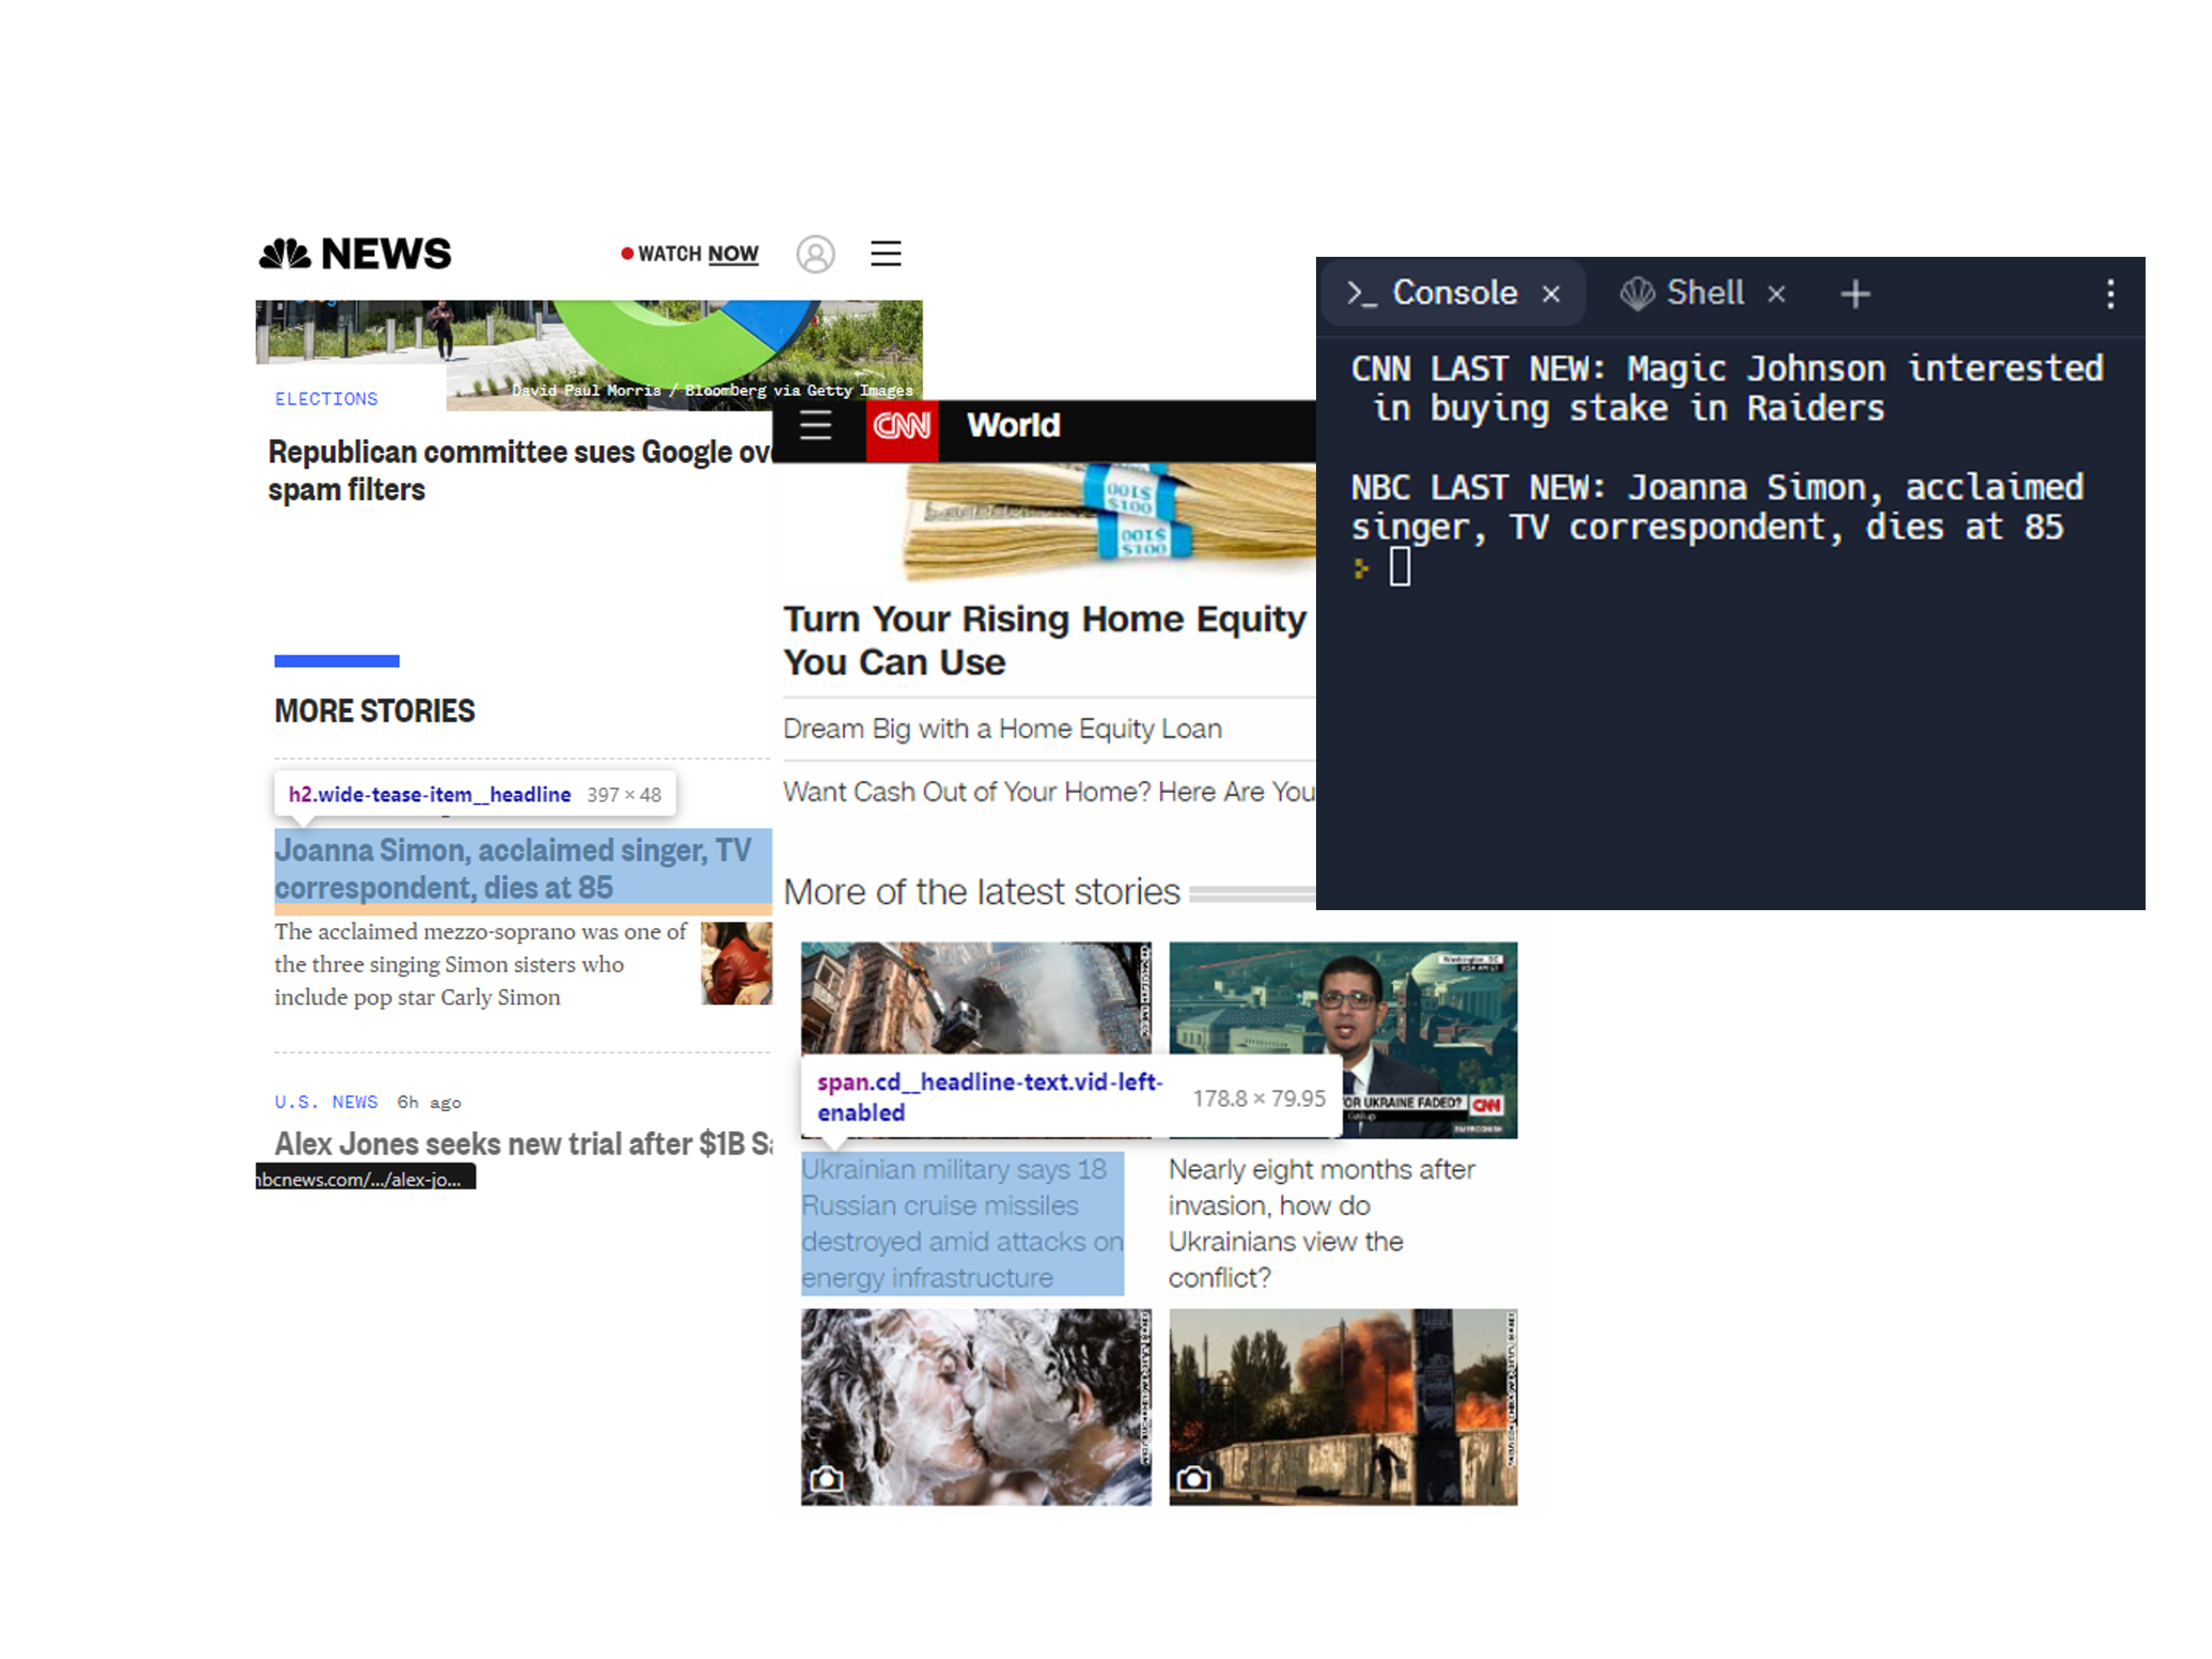 NEWS
WATCH NOW
David Paul Morris / Bloomberg via Getty Images
ELECTIONS
Republican committee sues Google ov
spam filters
MORE STORIES
h2.wide-tease-item__headline 397 × 48
Joanna Simon, acclaimed singer, TV
correspondent, dies at 85
The acclaimed mezzo-soprano was one of
the three singing Simon sisters who
include pop star Carly Simon
U.S. NEWS 6h ago
Alex Jones seeks new trial after $1B Sa
nbcnews.com/.../alex-jo...
CNN World
$100
$100
Turn Your Rising Home Equity
You Can Use
Dream Big with a Home Equity Loan
Want Cash Out of Your Home? Here Are You
More of the latest stories
Washington, DC
span.cd__headline-text.vid-left-
enabled
178.8 × 79.95
OR UKRAINE FADED?
CNN
Gallup
Ukrainian military says 18
Russian cruise missiles
destroyed amid attacks on
energy infrastructure
Nearly eight months after
invasion, how do
Ukrainians view the
conflict?
>_ Console × Shell × +
CNN LAST NEW: Magic Johnson interested
in buying stake in Raiders
NBC LAST NEW: Joanna Simon, acclaimed
singer, TV correspondent, dies at 85